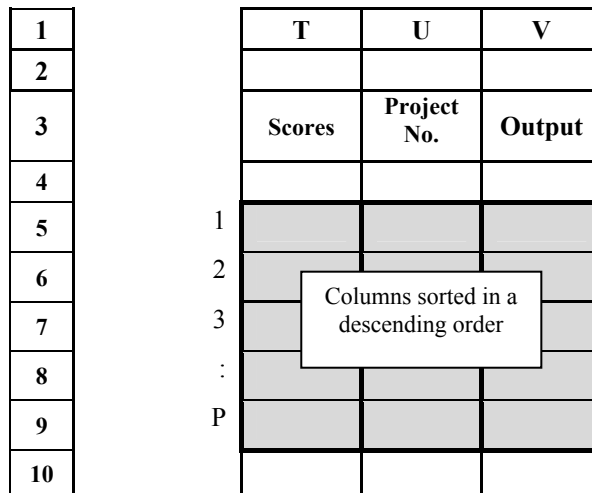 1 T U V
2
3 Scores Project No. Output
4
5 1
6 2
Columns sorted in a
descending order
7 3
8 :
9 P
10